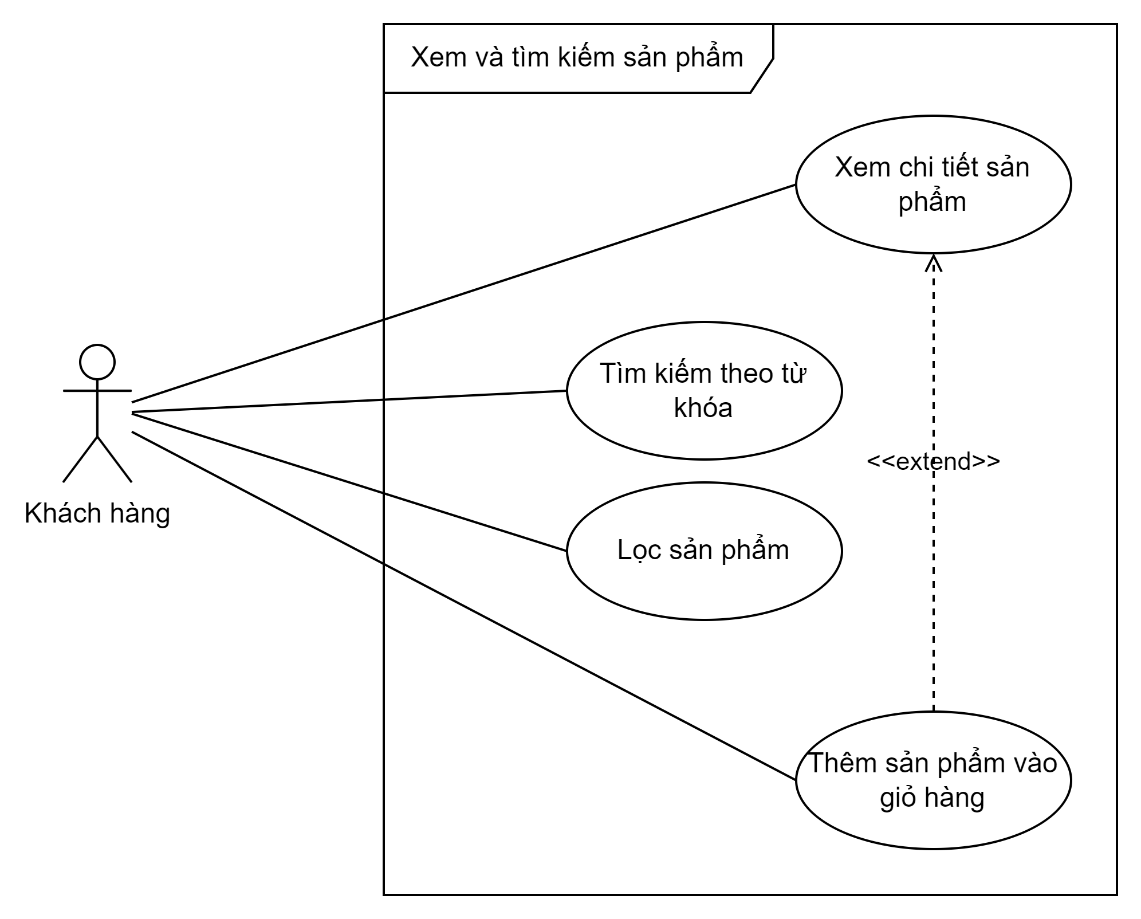 Xem và tìm kiếm sản phẩm
Xem chi tiết sản
phẩm
Tìm kiếm theo từ
khóa
<<extend>>
Khách hàng
Lọc sản phẩm
Thêm sản phẩm vào
giỏ hàng